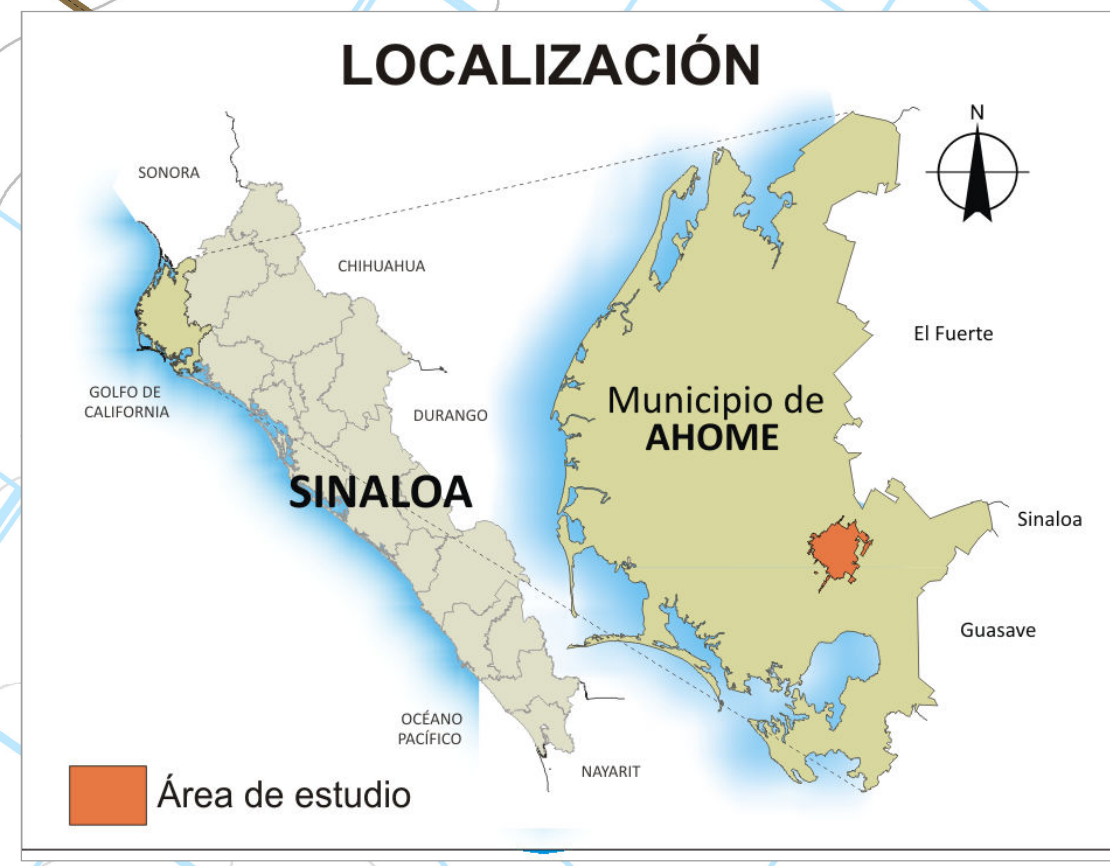 LOCALIZACIÓN
N
SONORA
CHIHUAHUA
El Fuerte
GOLFO DE
CALIFORNIA
DURANGO
Municipio de
AHOME
SINALOA
Sinaloa
Guasave
OCÉANO
PACÍFICO
NAYARIT
Área de estudio